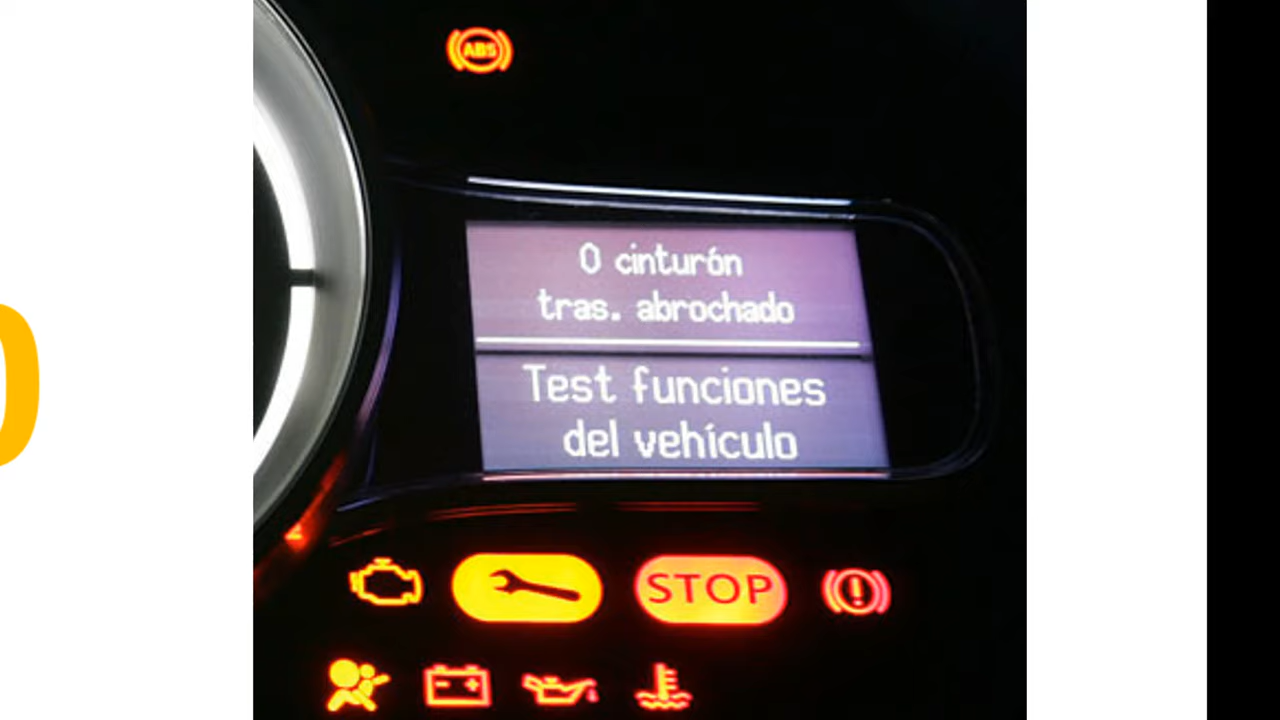 ABS
0 cinturón
tras. abrochado
Test funciones
del vehículo
STOP